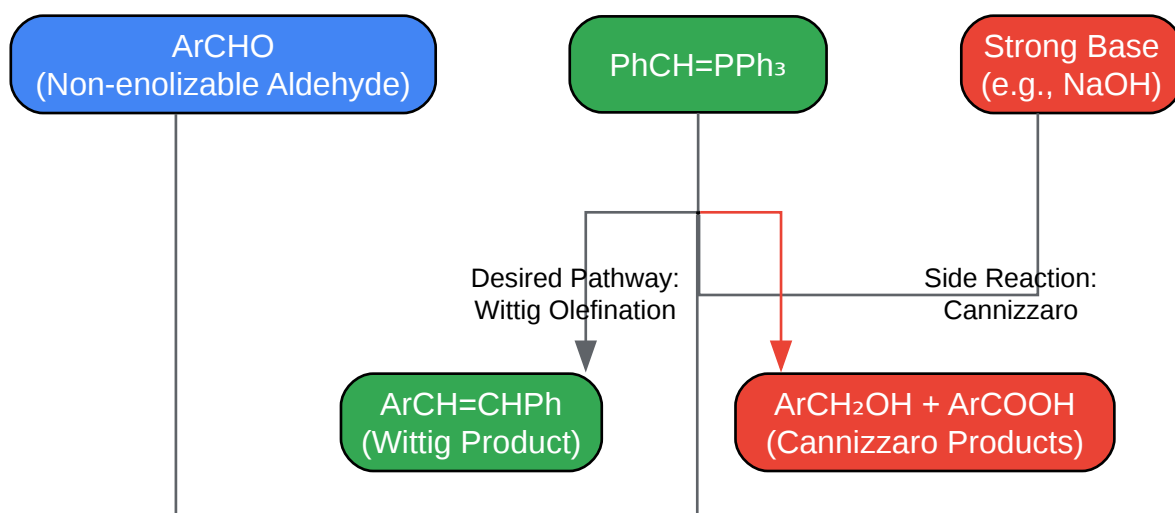 ArCHO
(Non-enolizable Aldehyde)
PhCH=PPh₃
Strong Base
(e.g., NaOH)
Desired Pathway:
Wittig Olefination
Side Reaction:
Cannizzaro
ArCH=CHPh
(Wittig Product)
ArCH₂OH + ArCOOH
(Cannizzaro Products)